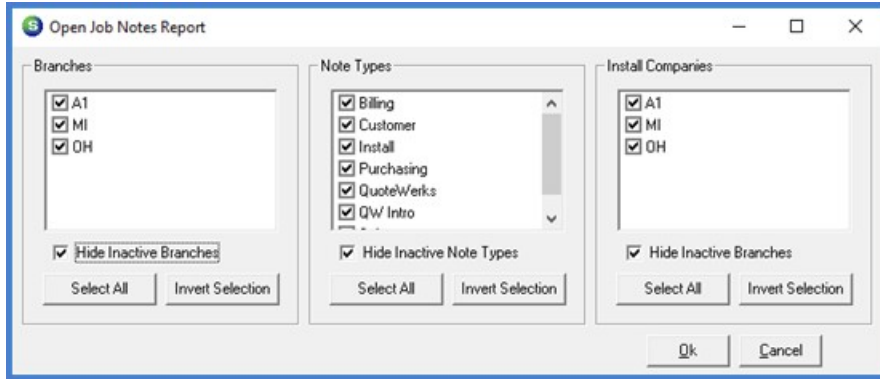 S Open Job Notes Report
Branches
A1
MI
OH
Hide Inactive Branches
Select All Invert Selection
Note Types
Billing
Customer
Install
Purchasing
QuoteWerks
QW Intro
Hide Inactive Note Types
Select All Invert Selection
Install Companies
A1
MI
OH
Hide Inactive Branches
Select All Invert Selection
Ok Cancel